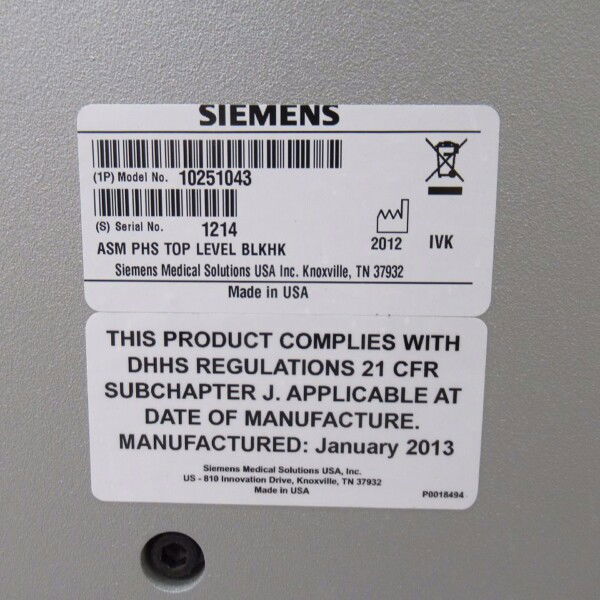 SIEMENS
(1P) Model No. 10251043
(S) Serial No. 1214
ASM PHS TOP LEVEL BLKHK
2012 IVK
Siemens Medical Solutions USA Inc. Knoxville, TN 37932
Made in USA
THIS PRODUCT COMPLIES WITH
DHHS REGULATIONS 21 CFR
SUBCHAPTER J. APPLICABLE AT
DATE OF MANUFACTURE.
MANUFACTURED: January 2013
Siemens Medical Solutions USA, Inc.
US - 810 Innovation Drive, Knoxville, TN 37932
Made in USA
P0018494